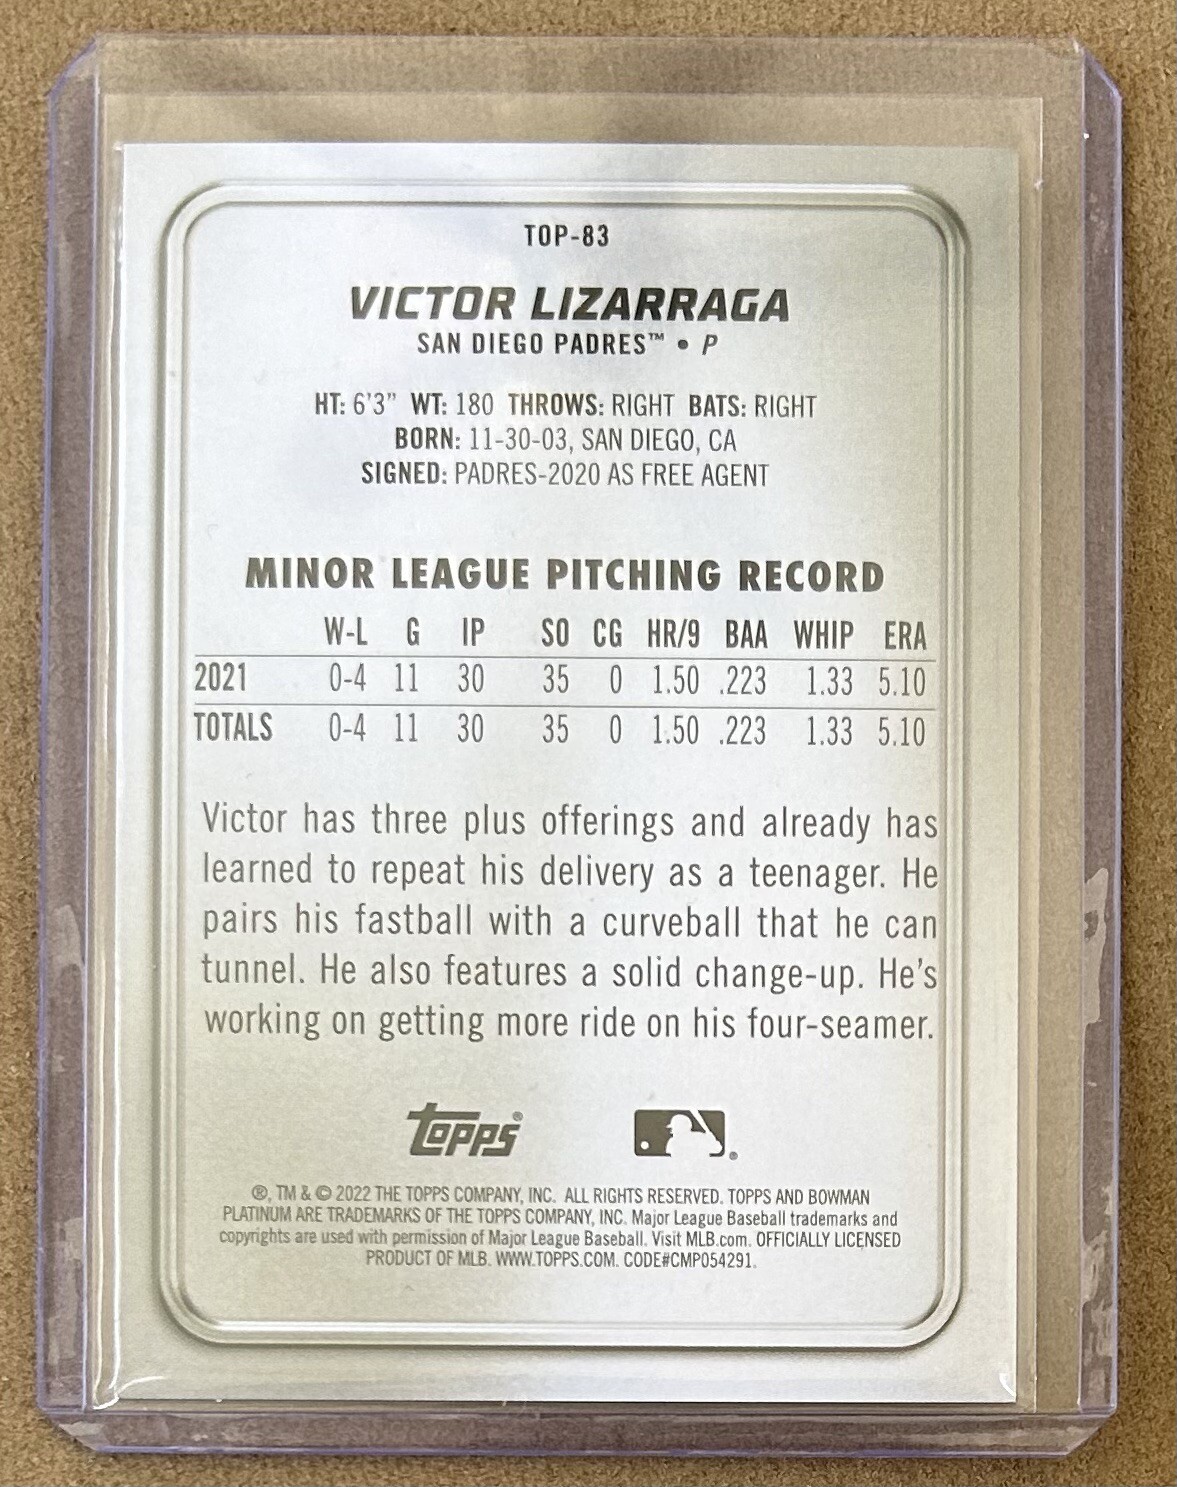 TOP-83
VICTOR LIZARRAGA
SAN DIEGO PADRES™ • P
HT: 6'3" WT: 180 THROWS: RIGHT BATS: RIGHT
BORN: 11-30-03, SAN DIEGO, CA
SIGNED: PADRES-2020 AS FREE AGENT
MINOR LEAGUE PITCHING RECORD
W-L G IP SO CG HR/9 BAA WHIP ERA
2021 0-4 11 30 35 0 1.50 .223 1.33 5.10
TOTALS 0-4 11 30 35 0 1.50 .223 1.33 5.10
Victor has three plus offerings and already has
learned to repeat his delivery as a teenager. He
pairs his fastball with a curveball that he can
tunnel. He also features a solid change-up. He's
working on getting more ride on his four-seamer.
Topps®
®
®, TM & © 2022 THE TOPPS COMPANY, INC. ALL RIGHTS RESERVED. TOPPS AND BOWMAN
PLATINUM ARE TRADEMARKS OF THE TOPPS COMPANY, INC. Major League Baseball trademarks and
copyrights are used with permission of Major League Baseball. Visit MLB.com. OFFICIALLY LICENSED
PRODUCT OF MLB. WWW.TOPPS.COM. CODE#CMP054291.